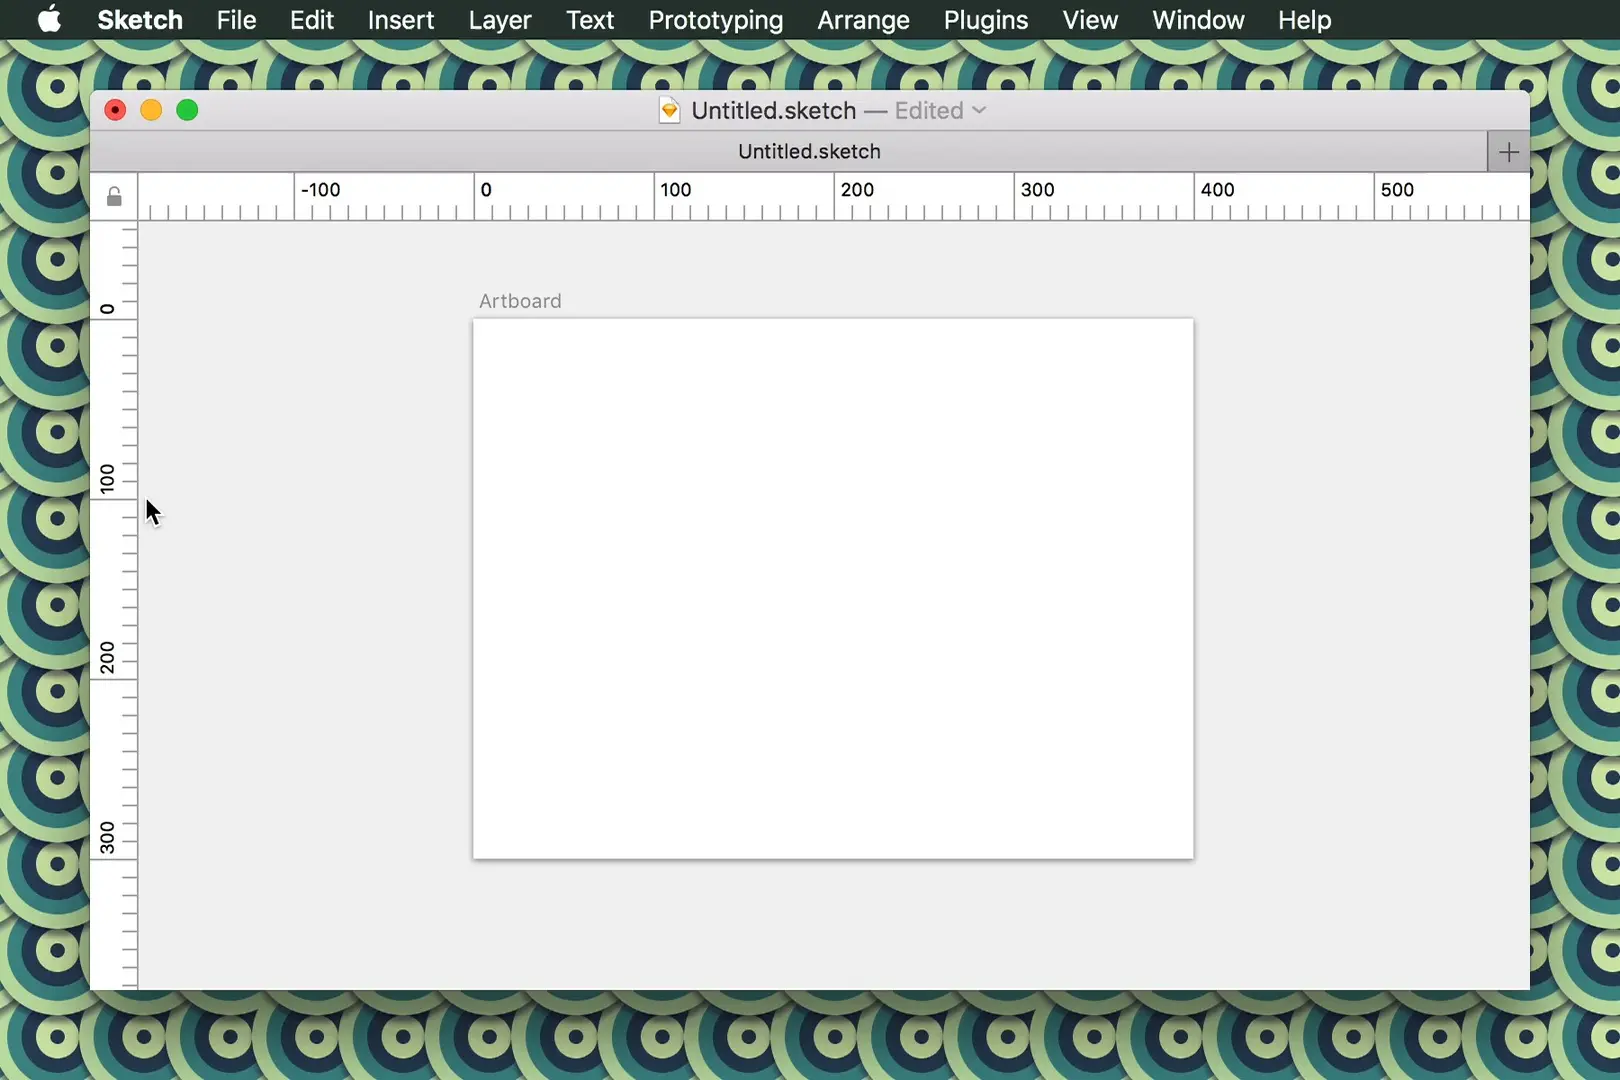 Sketch File Edit Insert Layer Text Prototyping Arrange Plugins View Window Help
Untitled.sketch — Edited
Untitled.sketch
-100 0 100 200 300 400 500
Artboard
0
100
200
300